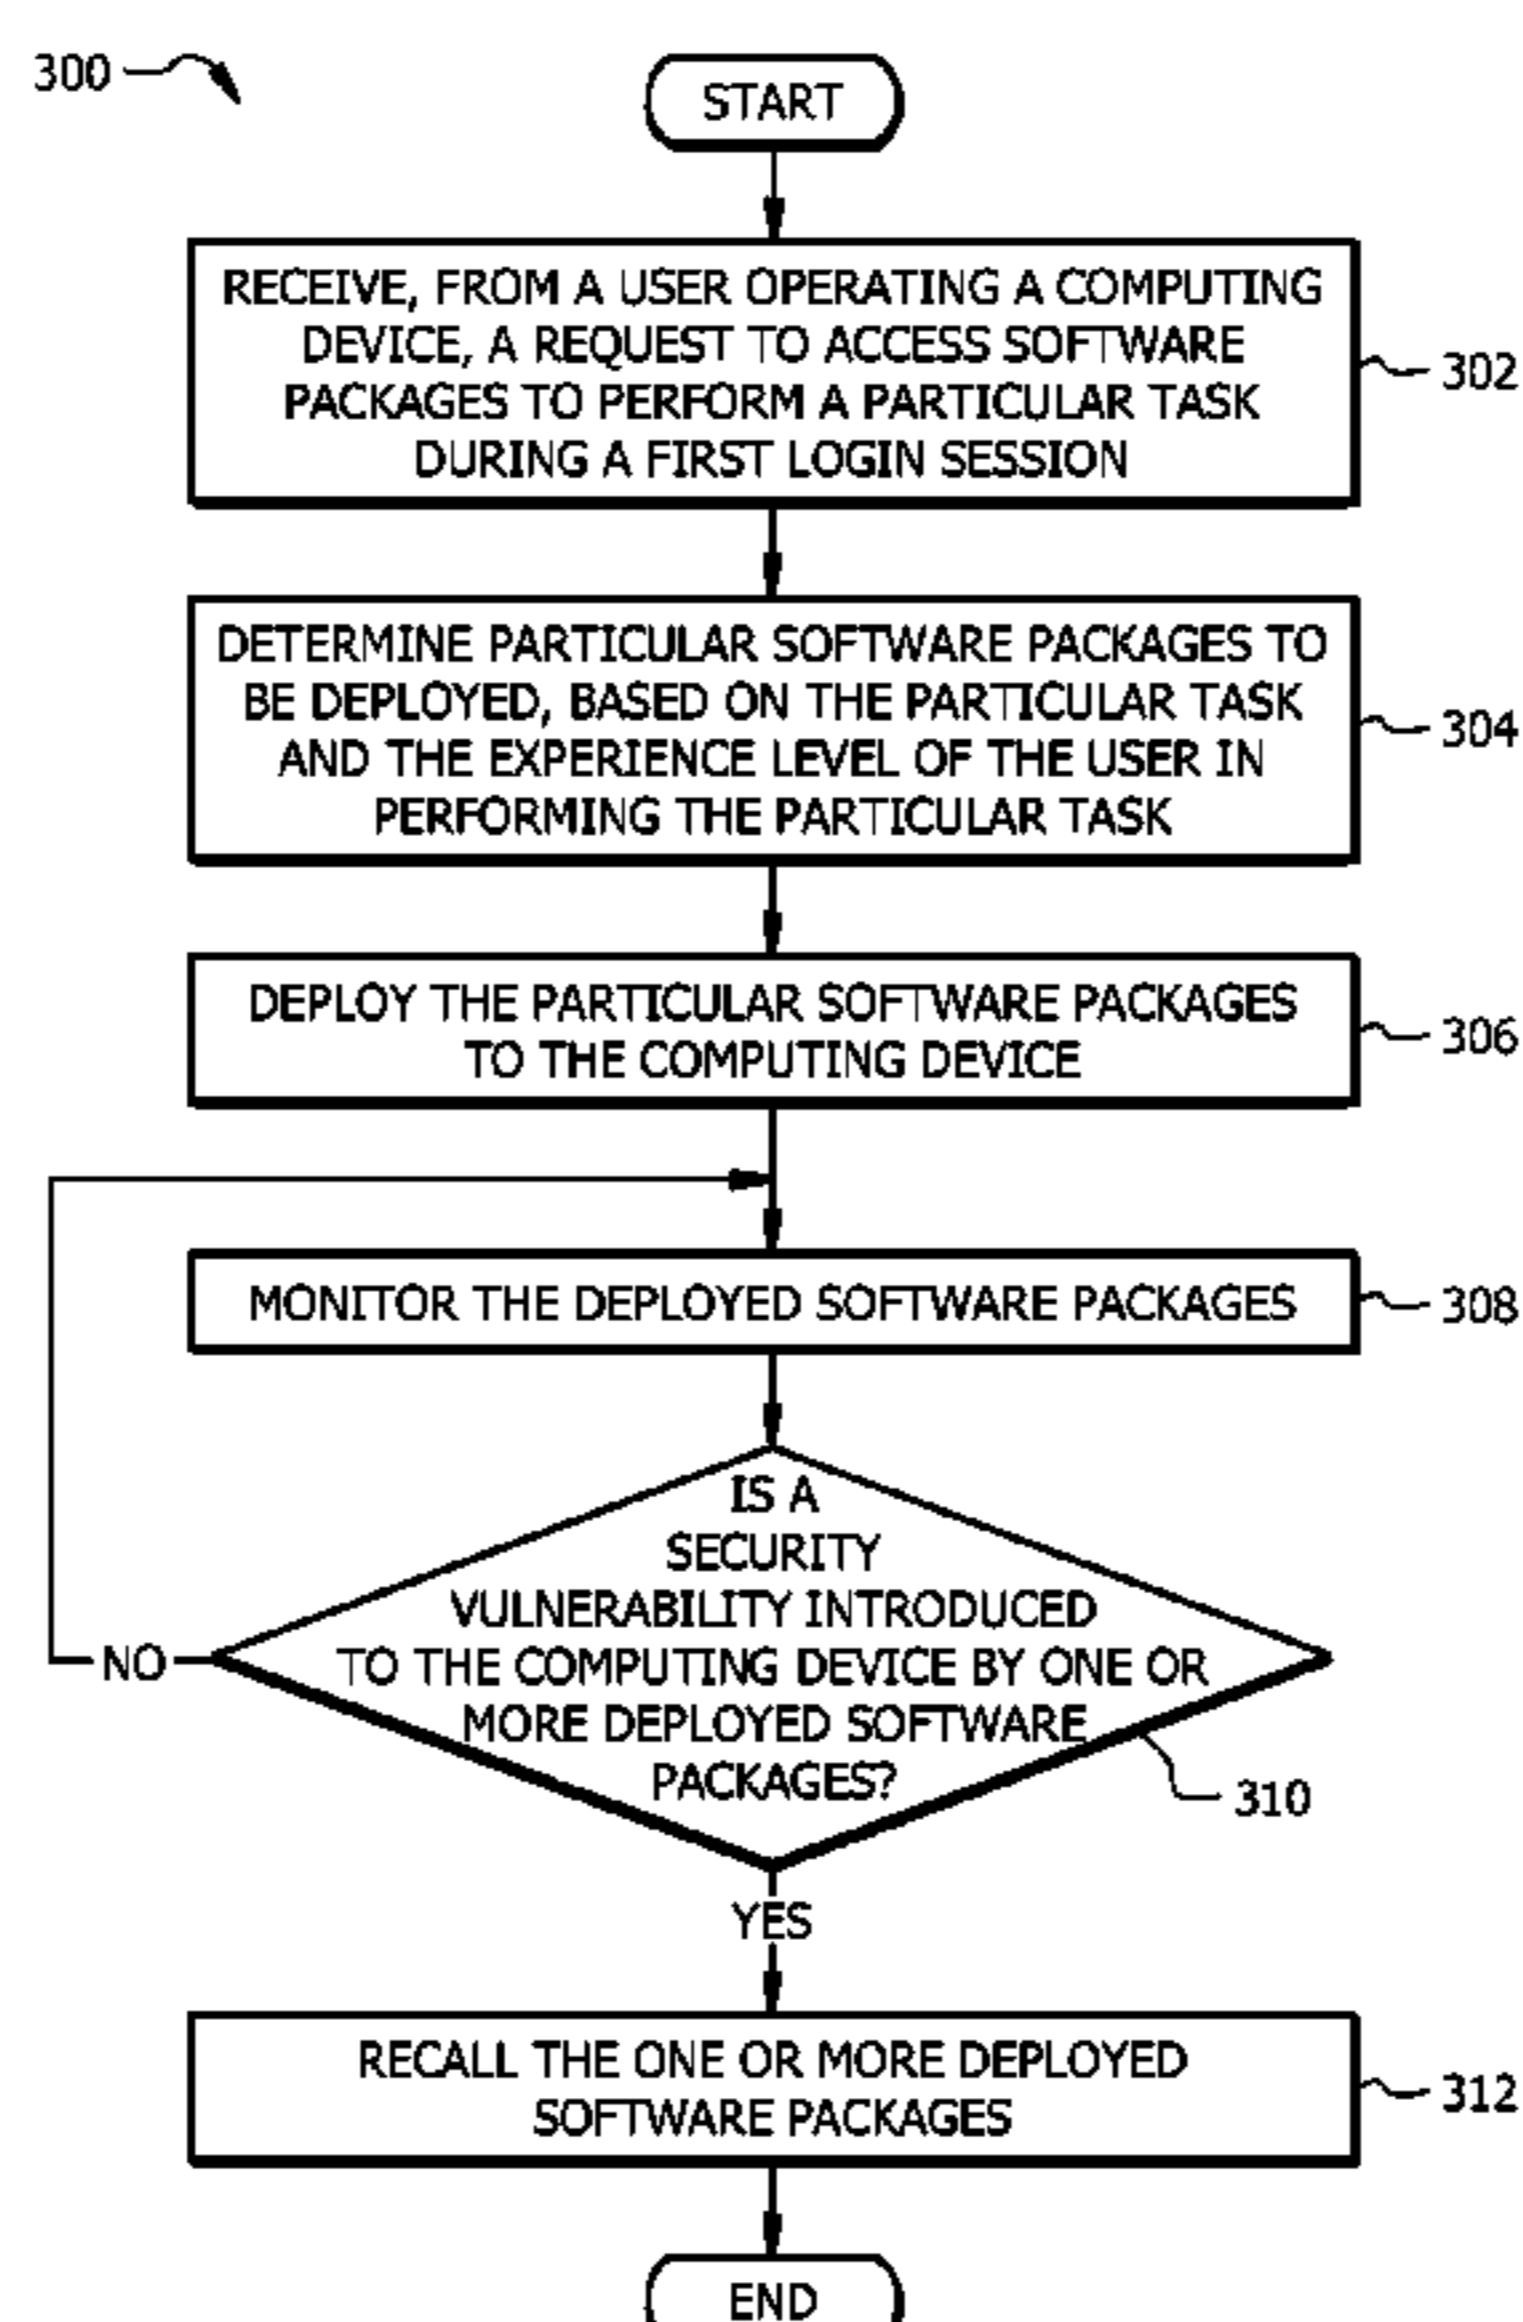 300
START
RECEIVE, FROM A USER OPERATING A COMPUTING
DEVICE, A REQUEST TO ACCESS SOFTWARE
PACKAGES TO PERFORM A PARTICULAR TASK
DURING A FIRST LOGIN SESSION
302
DETERMINE PARTICULAR SOFTWARE PACKAGES TO
BE DEPLOYED, BASED ON THE PARTICULAR TASK
AND THE EXPERIENCE LEVEL OF THE USER IN
PERFORMING THE PARTICULAR TASK
304
DEPLOY THE PARTICULAR SOFTWARE PACKAGES
TO THE COMPUTING DEVICE
306
MONITOR THE DEPLOYED SOFTWARE PACKAGES
308
IS A
SECURITY
VULNERABILITY INTRODUCED
TO THE COMPUTING DEVICE BY ONE OR
MORE DEPLOYED SOFTWARE
PACKAGES?
NO
310
YES
RECALL THE ONE OR MORE DEPLOYED
SOFTWARE PACKAGES
312
END